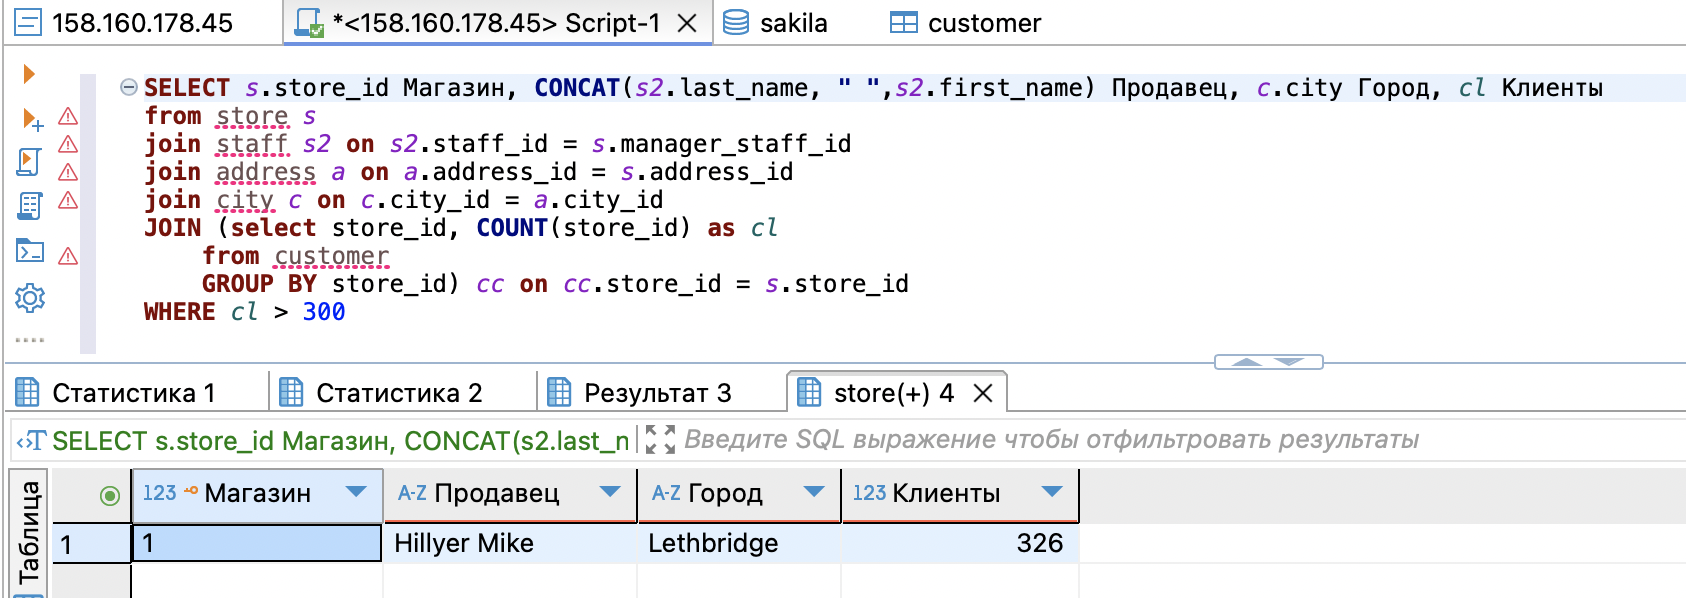 158.160.178.45
*<158.160.178.45> Script-1
sakila
customer
SELECT s.store_id Магазин, CONCAT(s2.last_name, " ",s2.first_name) Продавец, c.city Город, cl Клиенты
from store s
join staff s2 on s2.staff_id = s.manager_staff_id
join address a on a.address_id = s.address_id
join city c on c.city_id = a.city_id
JOIN (select store_id, COUNT(store_id) as cl
from customer
GROUP BY store_id) cc on cc.store_id = s.store_id
WHERE cl > 300
Статистика 1
Статистика 2
Результат 3
store(+) 4
SELECT s.store_id Магазин, CONCAT(s2.last_n
Введите SQL выражение чтобы отфильтровать результаты
Таблица
123 Магазин
A-Z Продавец
A-Z Город
123 Клиенты
1
1
Hillyer Mike
Lethbridge
326